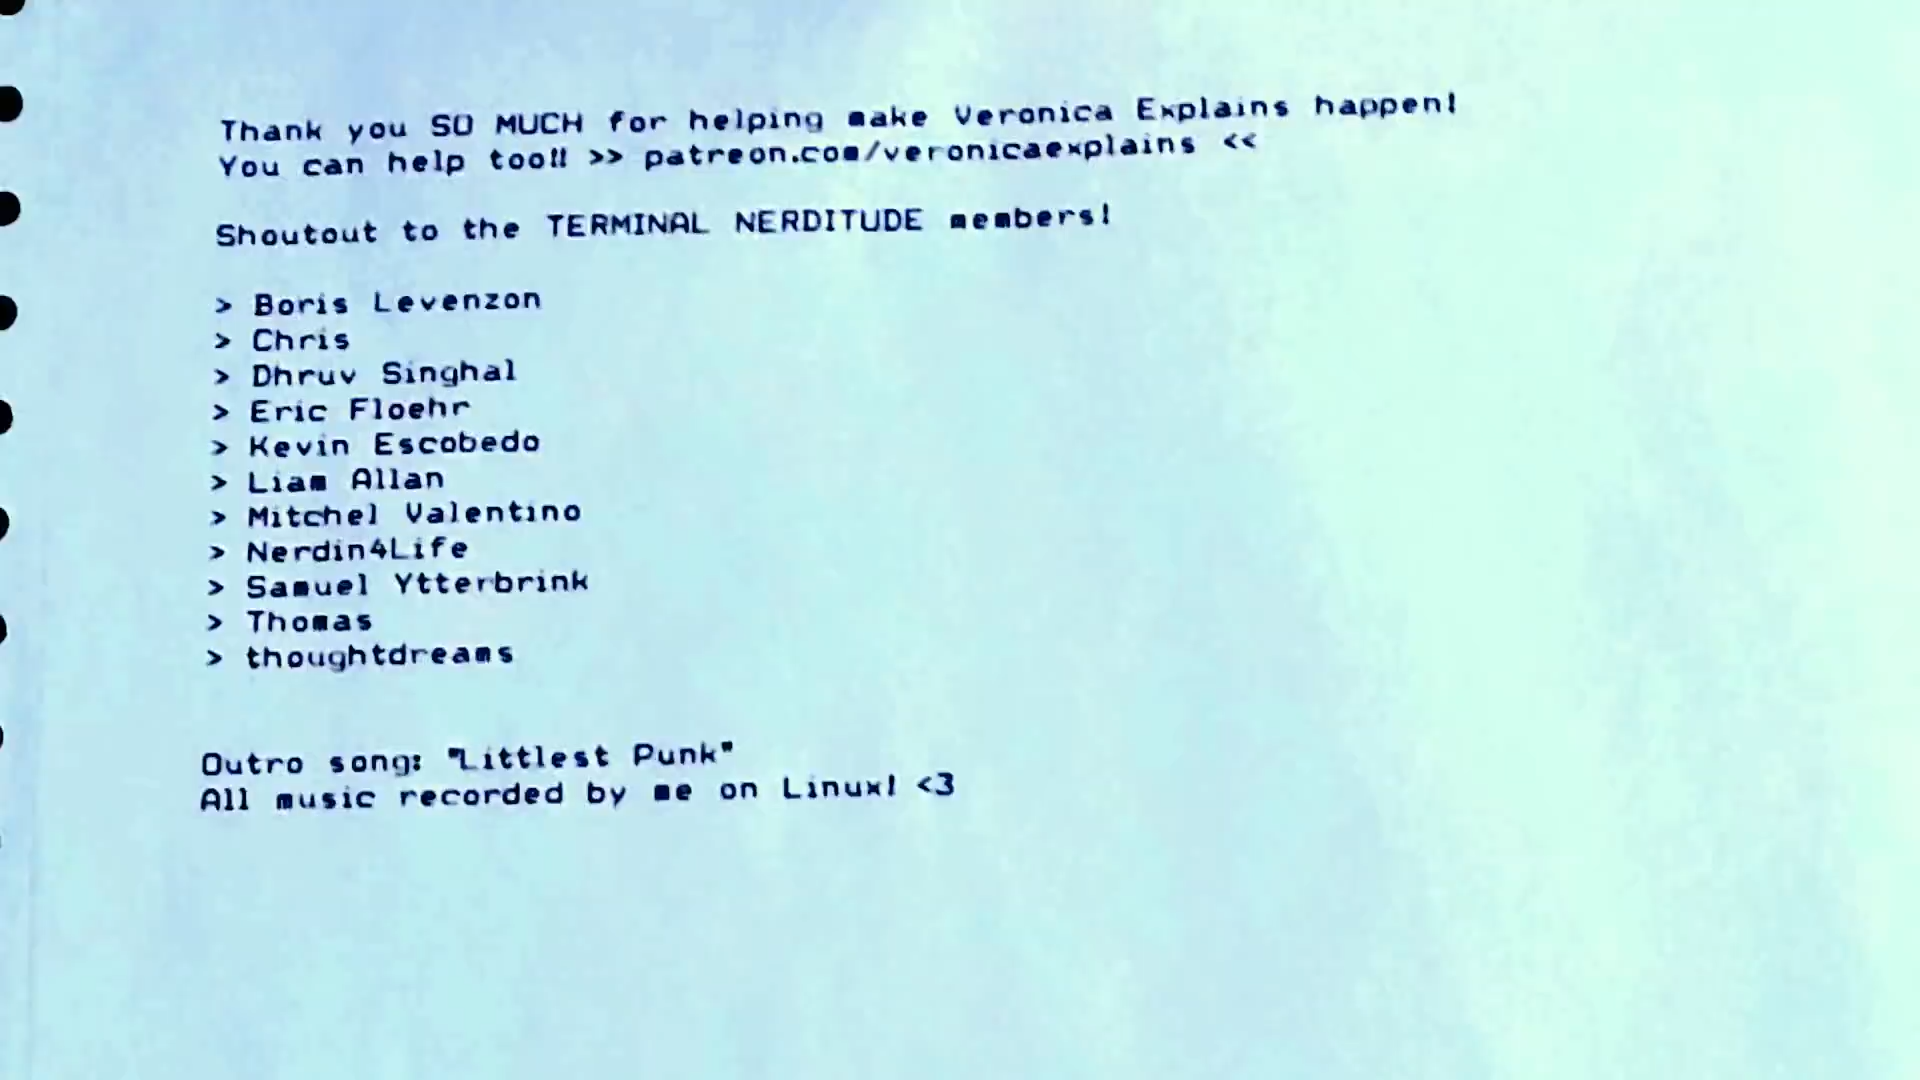 Thank you SO MUCH for helping make Veronica Explains happen!
You can help too!! >> patreon.com/veronicaexplains <<
Shoutout to the TERMINAL NERDITUDE members!
> Boris Levenzon
> Chris
> Dhruv Singhal
> Eric Floehr
> Kevin Escobedo
> Liam Allan
> Mitchel Valentino
> Nerdin4Life
> Samuel Ytterbrink
> Thomas
> thoughtdreams
Outro song: "Littlest Punk"
All music recorded by me on Linux! <3